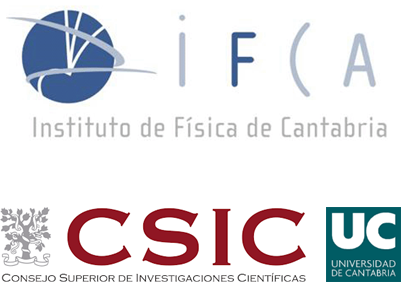 iFCA
Instituto de Física de Cantabria
CSIC
CONSEJO SUPERIOR DE INVESTIGACIONES CIENTÍFICAS
UC
UNIVERSIDAD
DE CANTABRIA